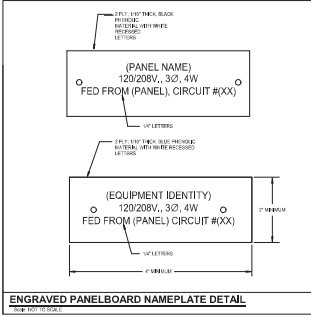 2 PLY, 1/16" THICK, BLACK
PHENOLIC
MATERIAL WITH WHITE
RECESSED
LETTERS
(PANEL NAME)
120/208V., 3Ø, 4W
FED FROM (PANEL), CIRCUIT #(XX)
1/4" LETTERS
2 PLY, 1/16" THICK, BLUE PHENOLIC
MATERIAL WITH WHITE RECESSED
LETTERS
(EQUIPMENT IDENTITY)
120/208V., 3Ø, 4W
FED FROM (PANEL) CIRCUIT #(XX)
2" MINIMUM
1/4" LETTERS
4" MINIMUM
ENGRAVED PANELBOARD NAMEPLATE DETAIL
Scale: NOT TO SCALE